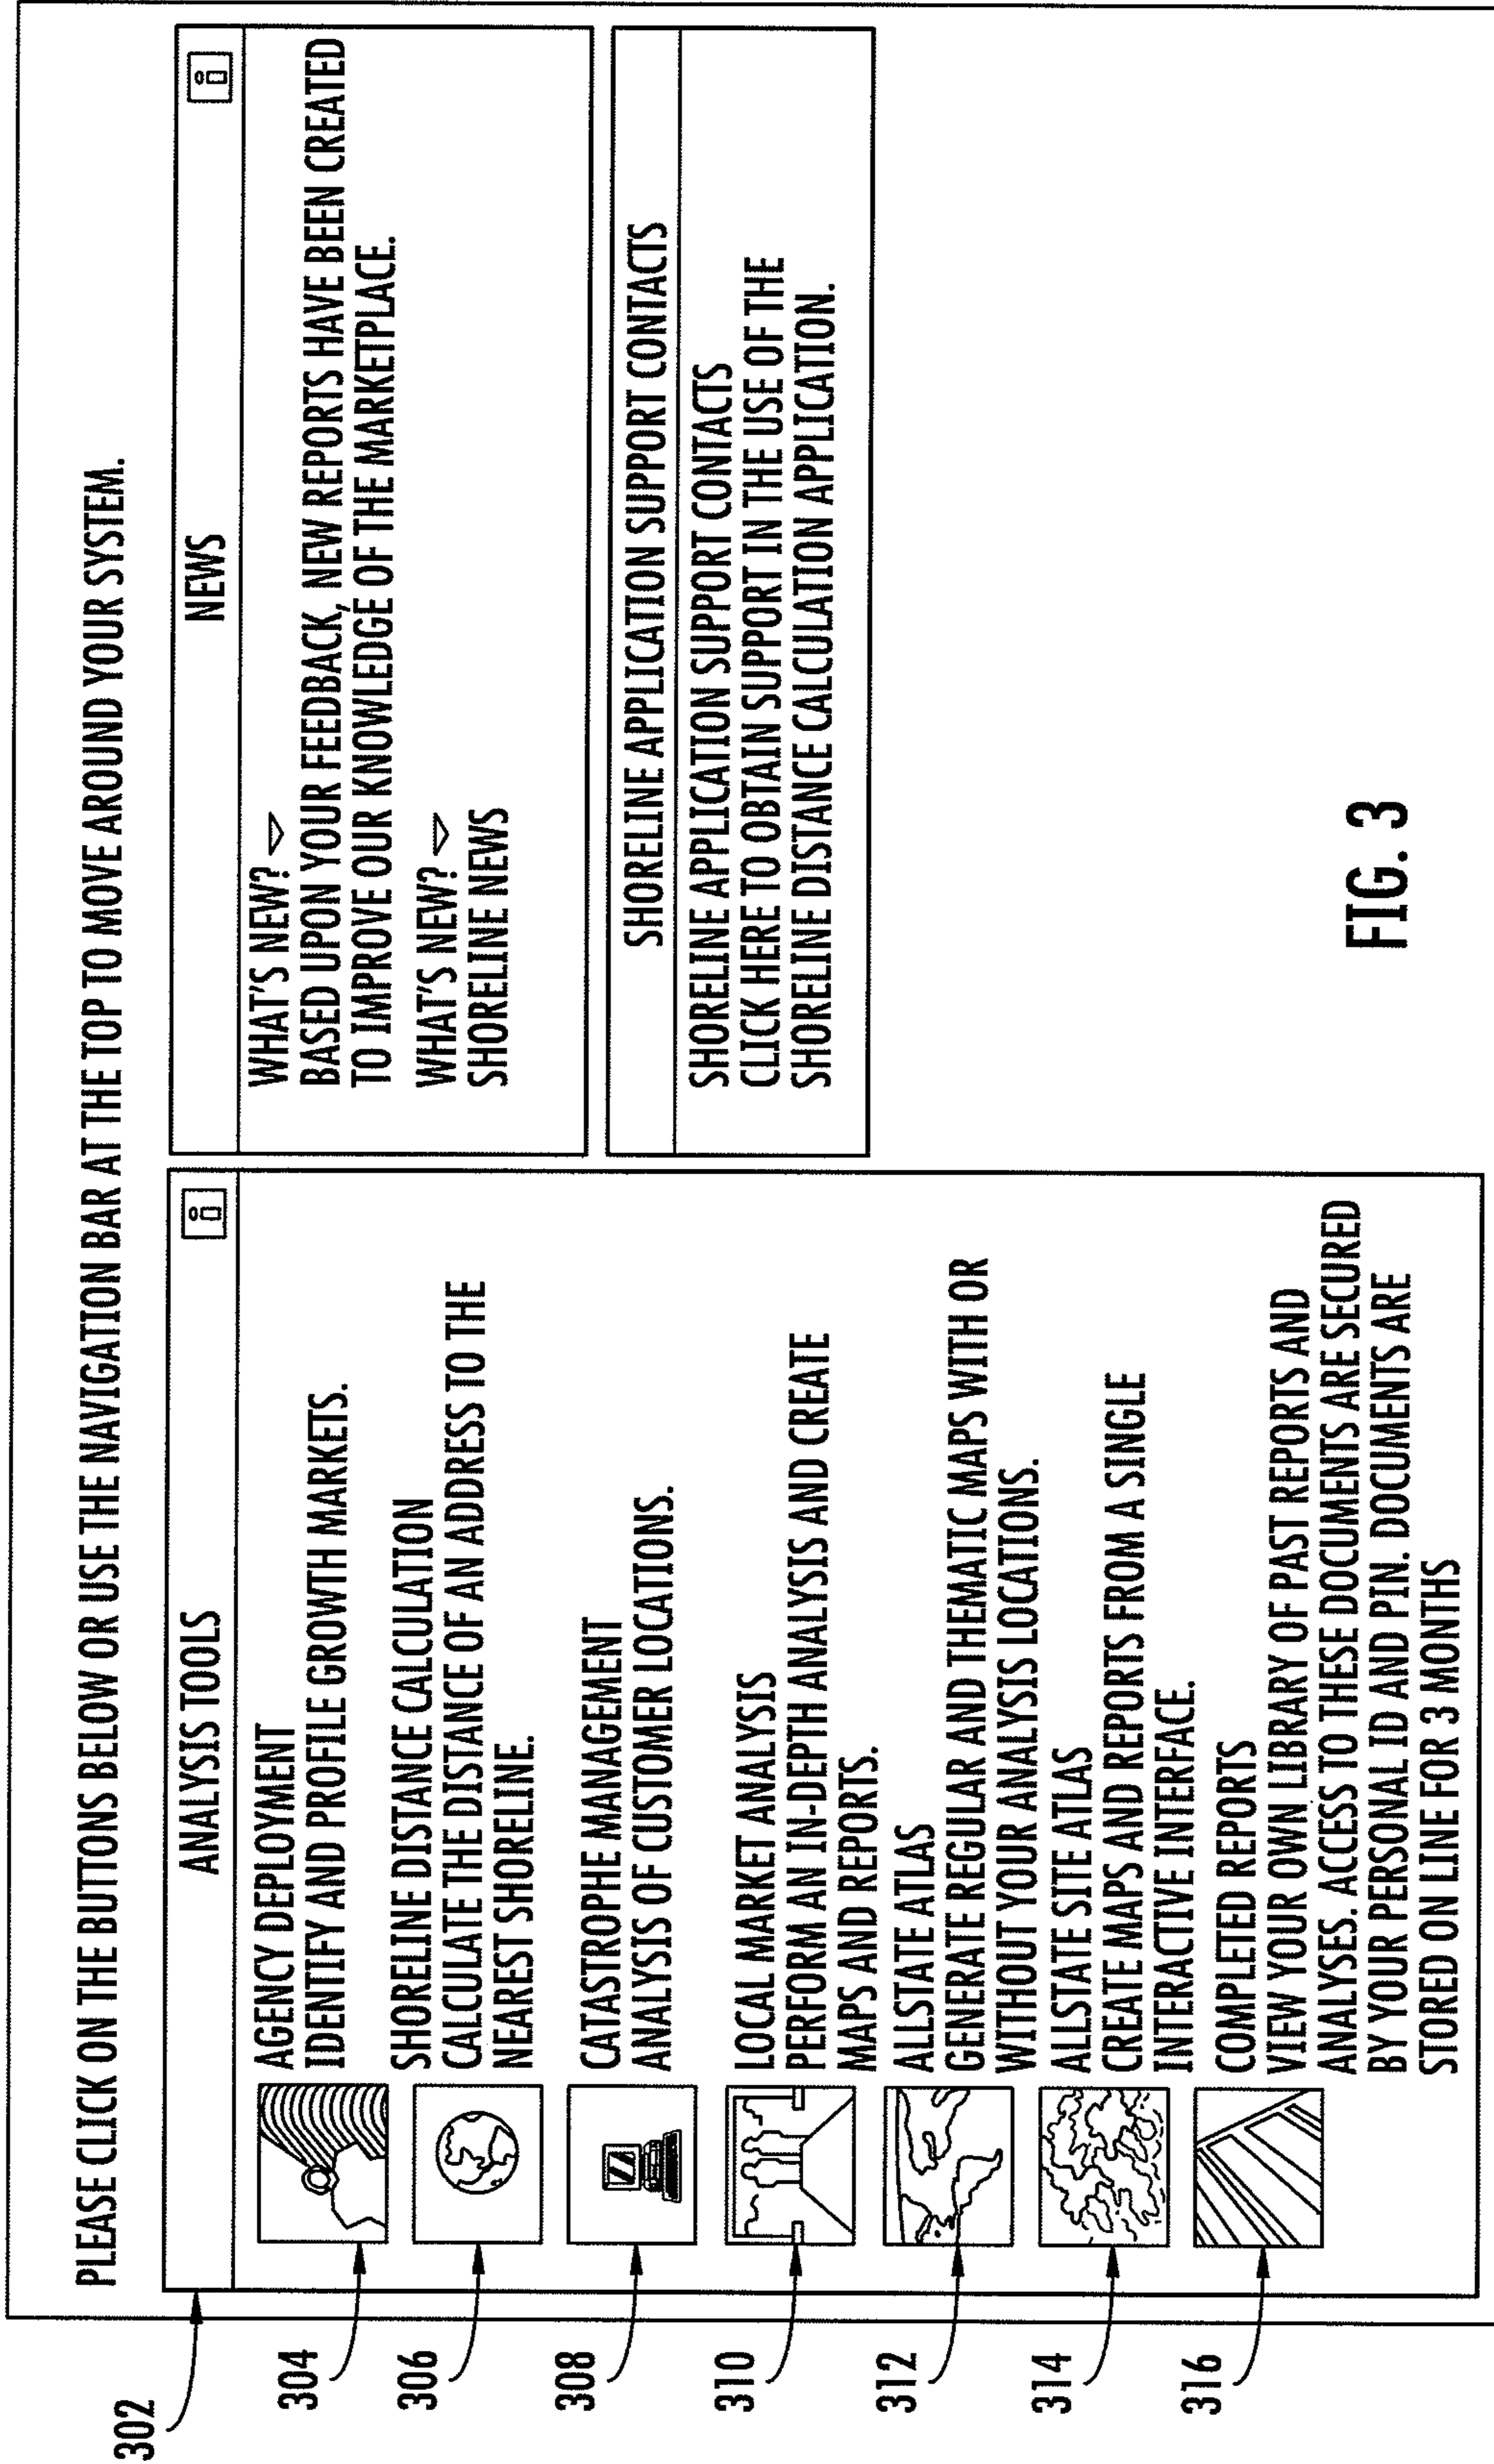 PLEASE CLICK ON THE BUTTONS BELOW OR USE THE NAVIGATION BAR AT THE TOP TO MOVE AROUND YOUR SYSTEM.
302
ANALYSIS TOOLS
i
304
AGENCY DEPLOYMENT
IDENTIFY AND PROFILE GROWTH MARKETS.
306
SHORELINE DISTANCE CALCULATION
CALCULATE THE DISTANCE OF AN ADDRESS TO THE
NEAREST SHORELINE.
308
CATASTROPHE MANAGEMENT
ANALYSIS OF CUSTOMER LOCATIONS.
310
LOCAL MARKET ANALYSIS
PERFORM AN IN-DEPTH ANALYSIS AND CREATE
MAPS AND REPORTS.
312
ALLSTATE ATLAS
GENERATE REGULAR AND THEMATIC MAPS WITH OR
WITHOUT YOUR ANALYSIS LOCATIONS.
314
ALLSTATE SITE ATLAS
CREATE MAPS AND REPORTS FROM A SINGLE
INTERACTIVE INTERFACE.
316
COMPLETED REPORTS
VIEW YOUR OWN LIBRARY OF PAST REPORTS AND
ANALYSES. ACCESS TO THESE DOCUMENTS ARE SECURED
BY YOUR PERSONAL ID AND PIN. DOCUMENTS ARE
STORED ON LINE FOR 3 MONTHS
NEWS
i
WHAT'S NEW?
BASED UPON YOUR FEEDBACK, NEW REPORTS HAVE BEEN CREATED
TO IMPROVE OUR KNOWLEDGE OF THE MARKETPLACE.
WHAT'S NEW?
SHORELINE NEWS
SHORELINE APPLICATION SUPPORT CONTACTS
SHORELINE APPLICATION SUPPORT CONTACTS
CLICK HERE TO OBTAIN SUPPORT IN THE USE OF THE
SHORELINE DISTANCE CALCULATION APPLICATION.
FIG. 3